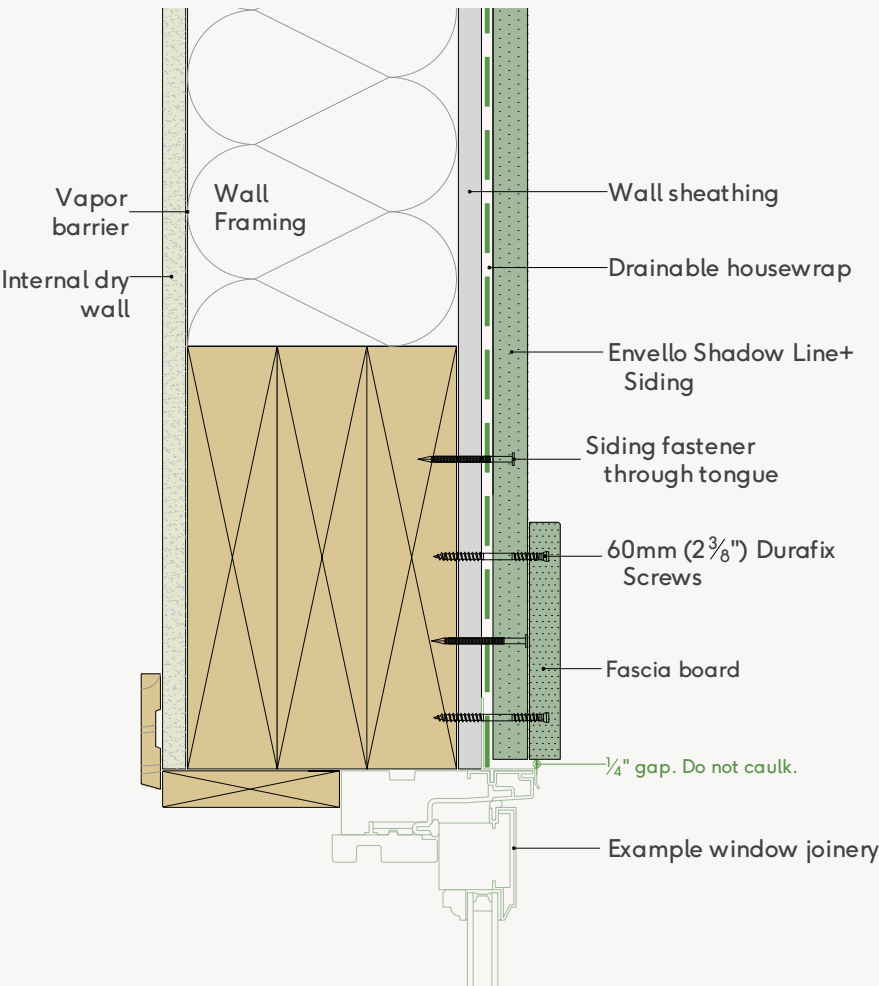 Vapor
barrier
Wall
Framing
Internal dry
wall
Wall sheathing
Drainable housewrap
Envello Shadow Line+
Siding
Siding fastener
through tongue
60mm (2⅜") Durafix
Screws
Fascia board
¼" gap. Do not caulk.
Example window joinery